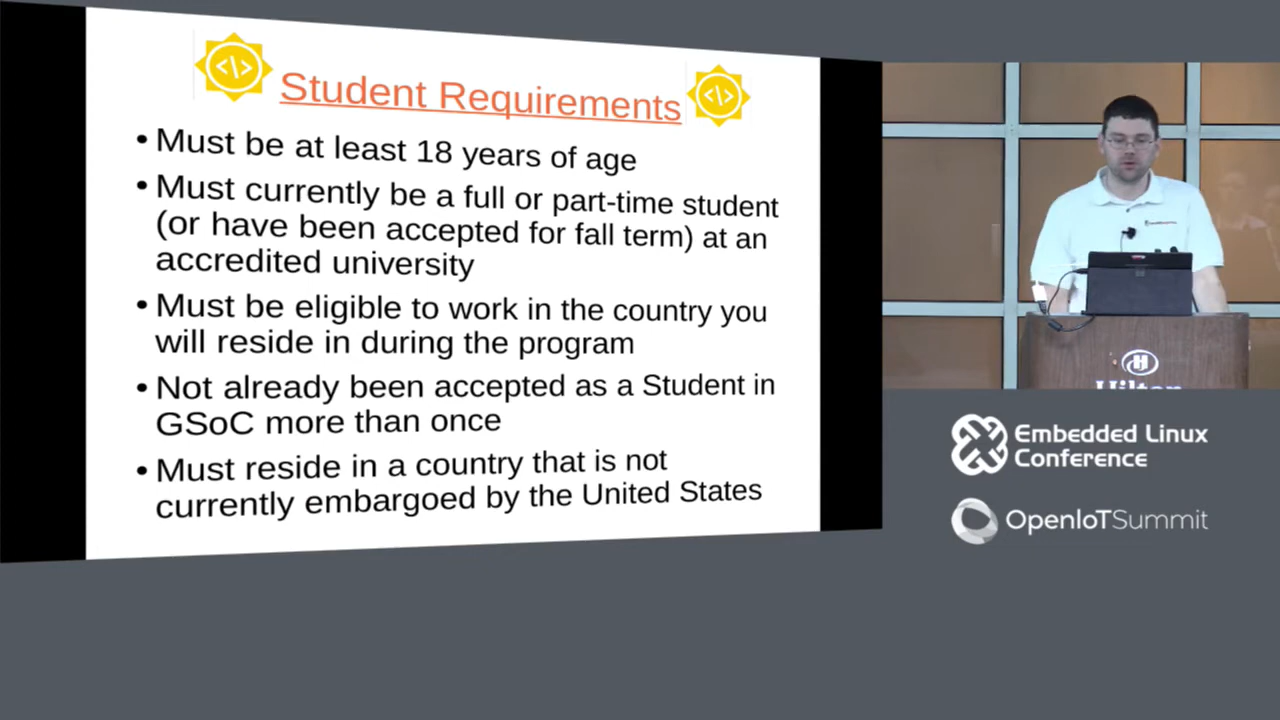 Student Requirements
• Must be at least 18 years of age
• Must currently be a full or part-time student
(or have been accepted for fall term) at an
accredited university
• Must be eligible to work in the country you
will reside in during the program
• Not already been accepted as a Student in
GSoC more than once
• Must reside in a country that is not
currently embargoed by the United States
Hilton
Embedded Linux
Conference
OpenIoTSummit